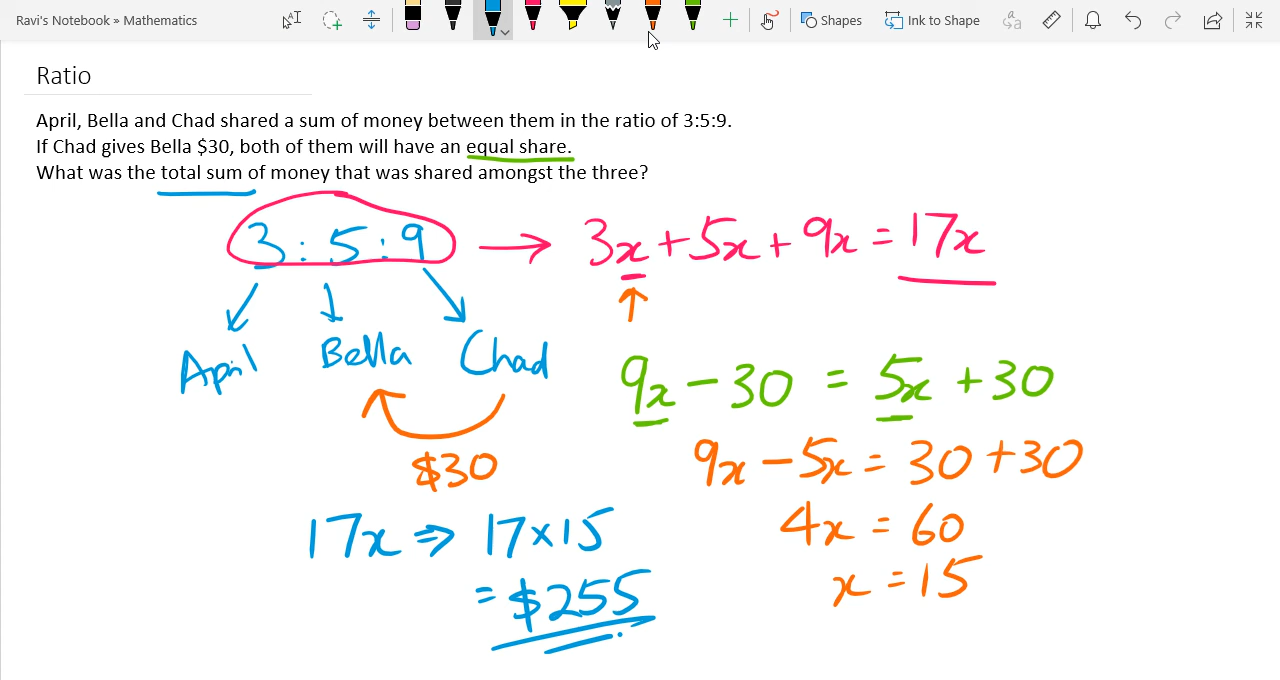 Ravi's Notebook » Mathematics
Shapes
Ink to Shape
Ratio
April, Bella and Chad shared a sum of money between them in the ratio of 3:5:9.
If Chad gives Bella $30, both of them will have an equal share.
What was the total sum of money that was shared amongst the three?
3 : 5 : 9 → 3x + 5x + 9x = 17x
April Bella Chad
9x - 30 = 5x + 30
$30
9x - 5x = 30 + 30
4x = 60
x = 15
17x ⇒ 17 × 15
= $255